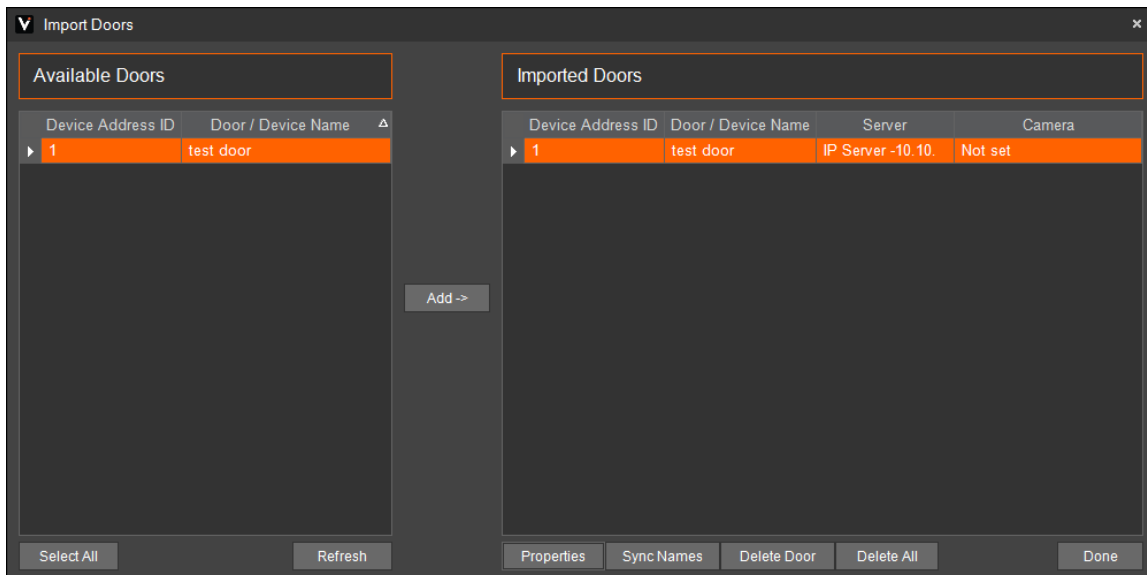 Import Doors
Available Doors
Device Address ID Door / Device Name
1 test door
Select All Refresh
Add ->
Imported Doors
Device Address ID Door / Device Name Server Camera
1 test door IP Server -10.10. Not set
Properties Sync Names Delete Door Delete All Done